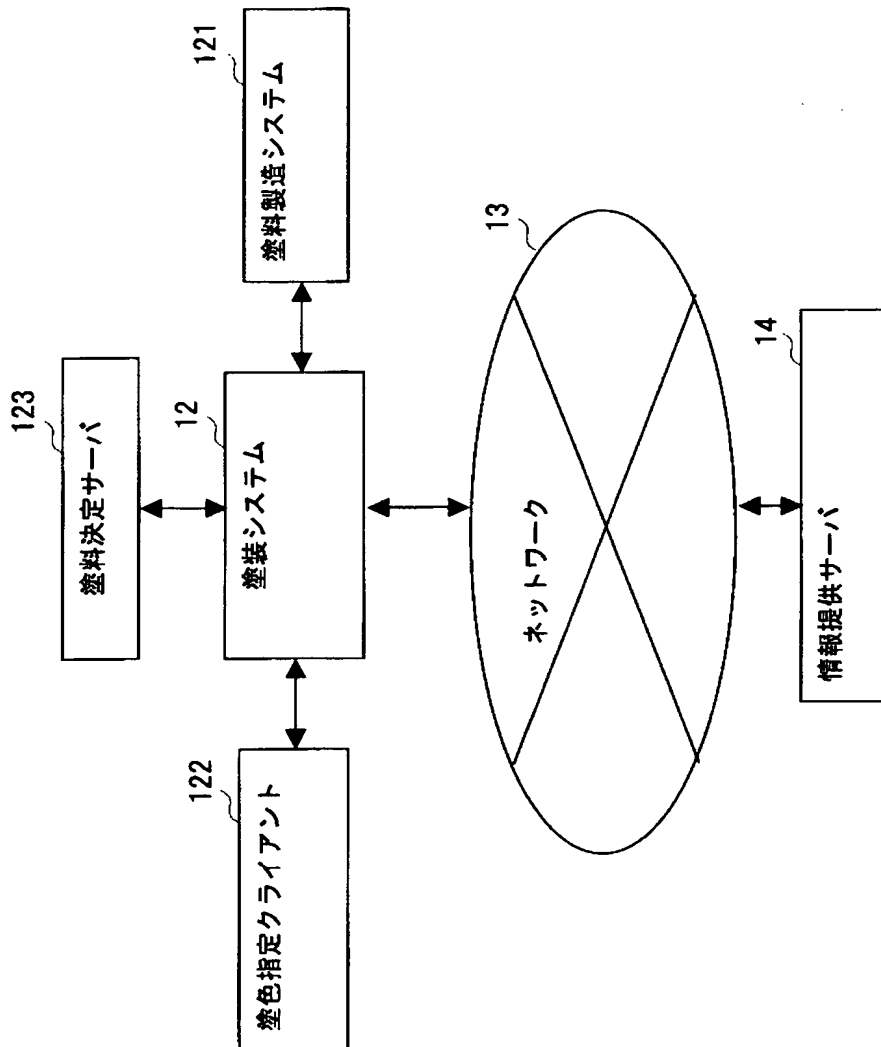 123
塗料決定サーバ
122
塗色指定クライアント
12
塗装システム
121
塗料製造システム
13
ネットワーク
14
情報提供サーバ